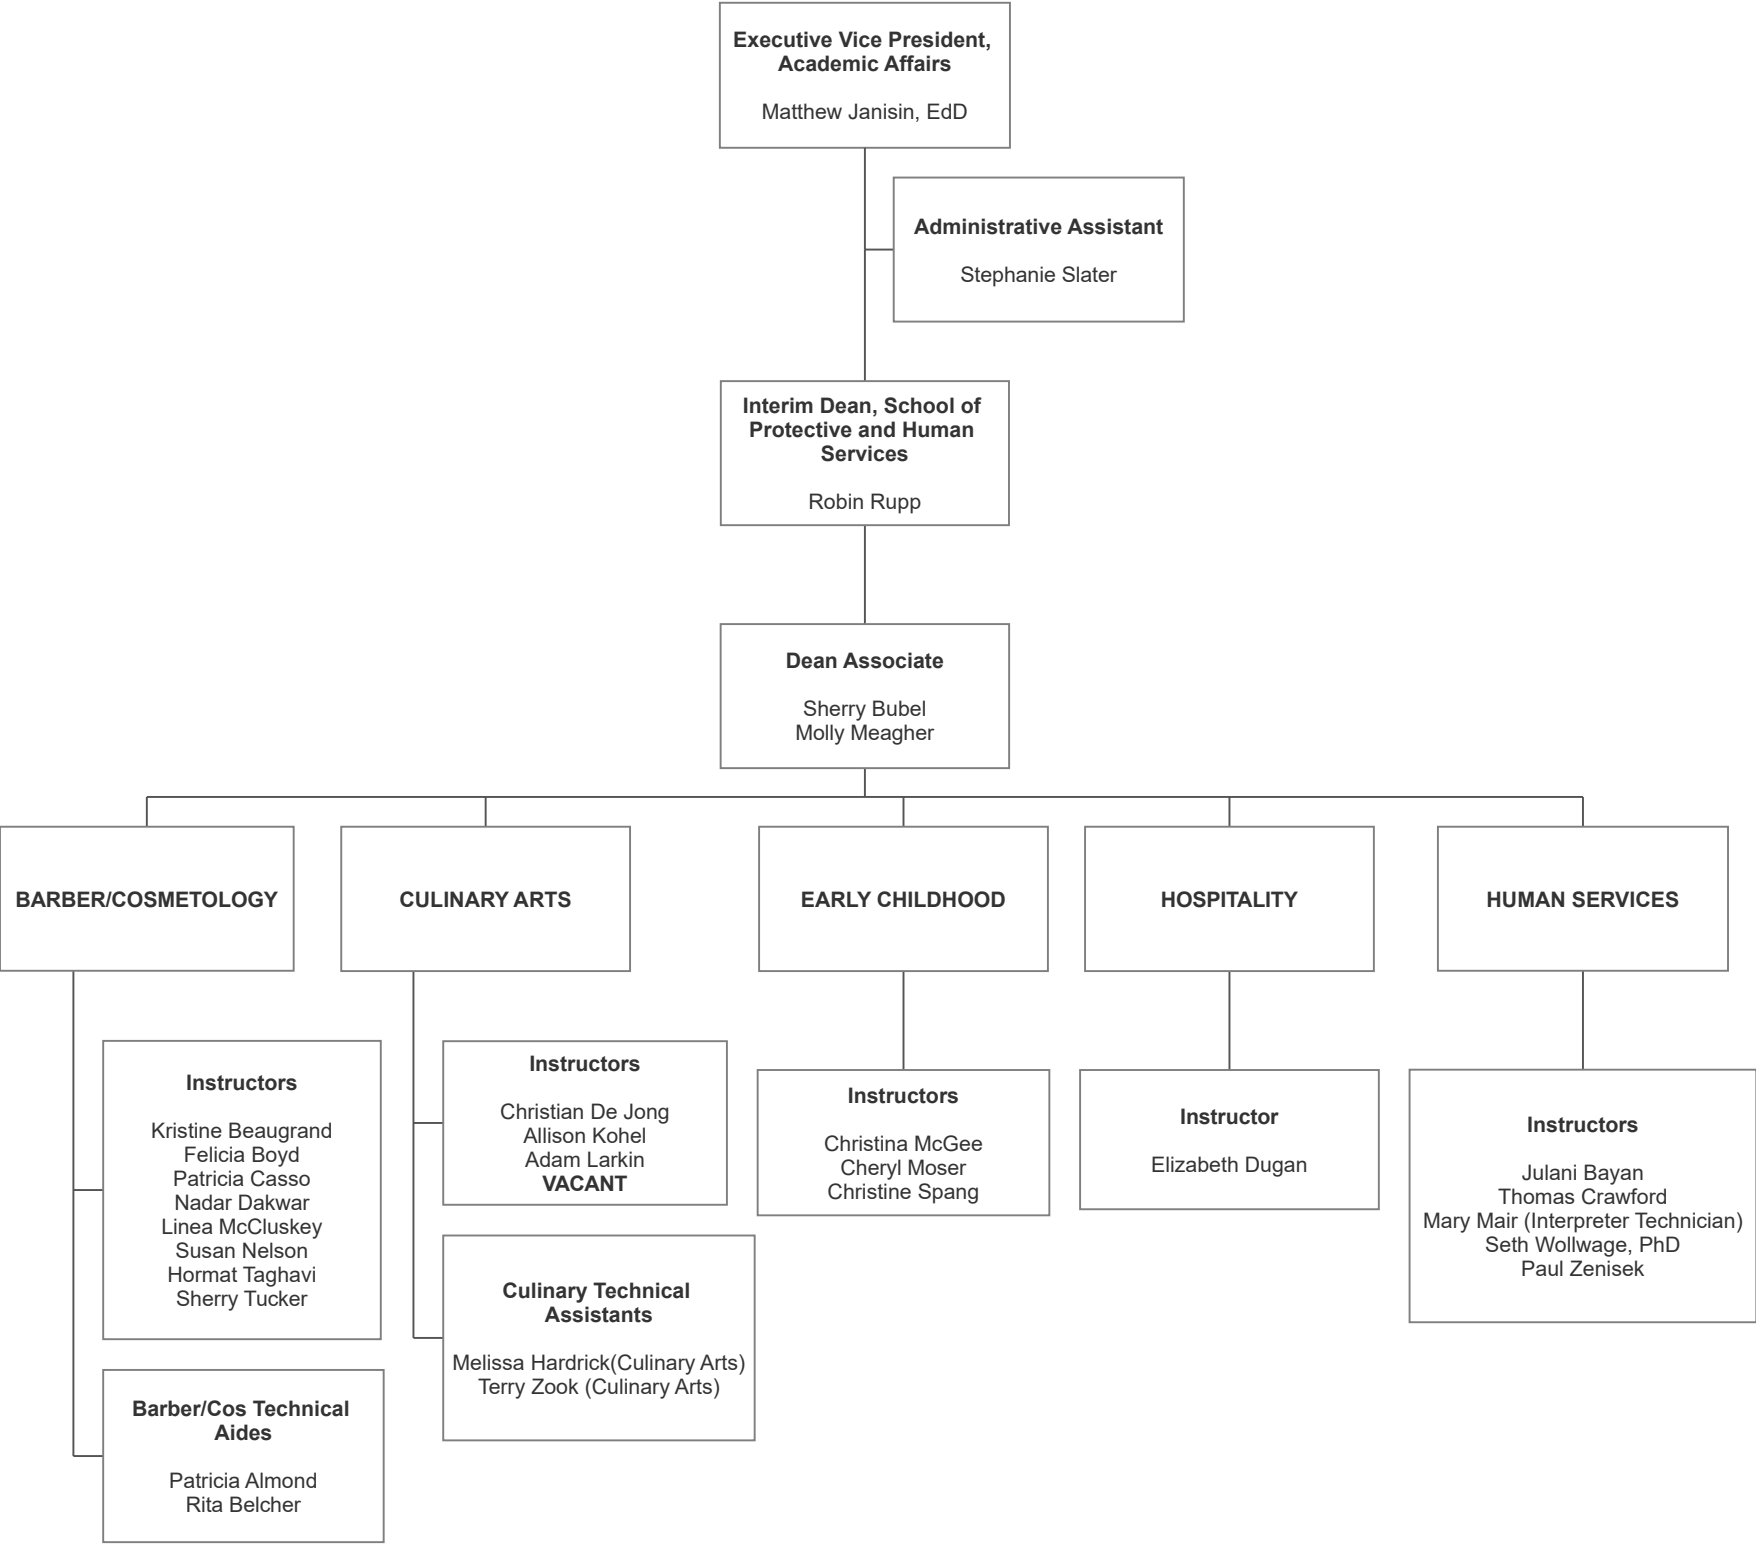 Executive Vice President,
Academic Affairs
Matthew Janisin, EdD
Administrative Assistant
Stephanie Slater
Interim Dean, School of
Protective and Human
Services
Robin Rupp
Dean Associate
Sherry Bubel
Molly Meagher
BARBER/COSMETOLOGY
CULINARY ARTS
EARLY CHILDHOOD
HOSPITALITY
HUMAN SERVICES
Instructors
Kristine Beaugrand
Felicia Boyd
Patricia Casso
Nadar Dakwar
Linea McCluskey
Susan Nelson
Hormat Taghavi
Sherry Tucker
Barber/Cos Technical
Aides
Patricia Almond
Rita Belcher
Instructors
Christian De Jong
Allison Kohel
Adam Larkin
VACANT
Culinary Technical
Assistants
Melissa Hardrick(Culinary Arts)
Terry Zook (Culinary Arts)
Instructors
Christina McGee
Cheryl Moser
Christine Spang
Instructor
Elizabeth Dugan
Instructors
Julani Bayan
Thomas Crawford
Mary Mair (Interpreter Technician)
Seth Wollwage, PhD
Paul Zenisek